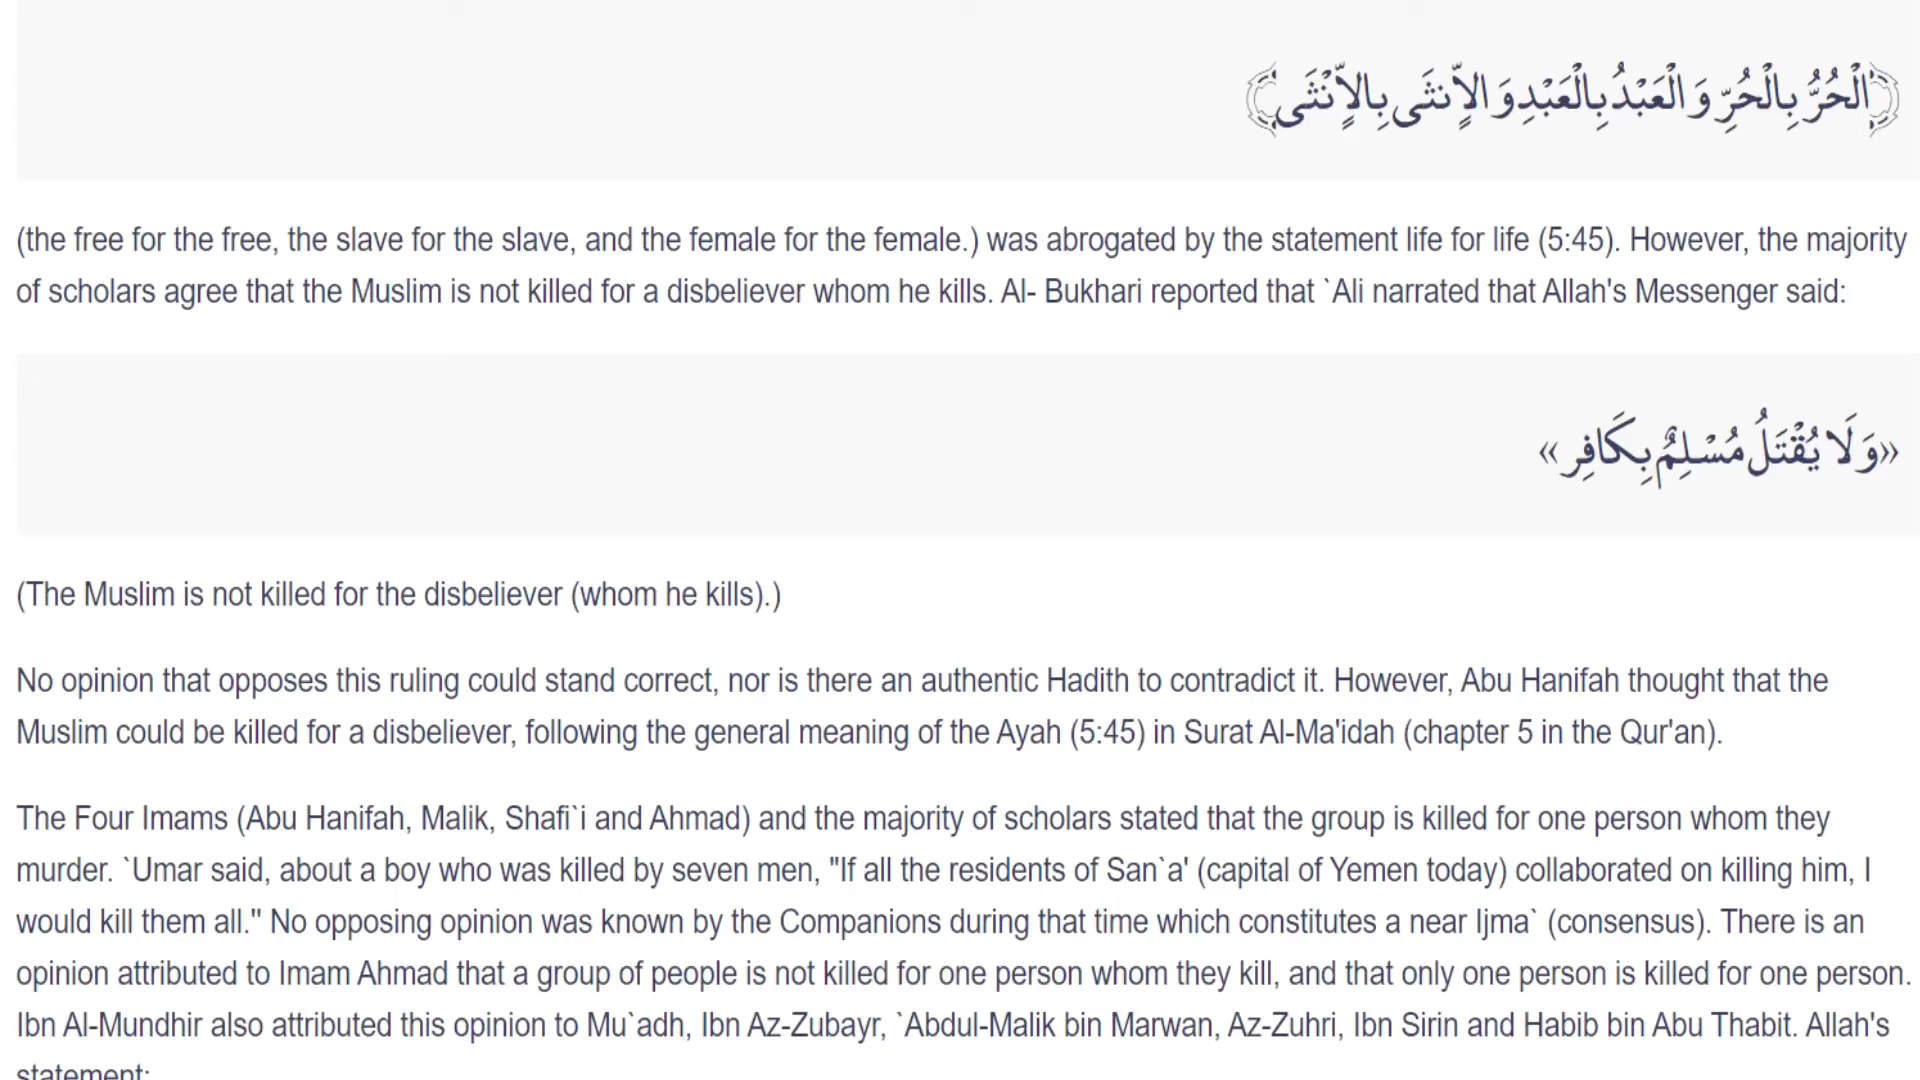 ﴿الْحُرُّ بِالْحُرِّ وَالْعَبْدُ بِالْعَبْدِ وَالاٍّنثَى بِالاٍّنْثَى﴾
(the free for the free, the slave for the slave, and the female for the female.) was abrogated by the statement life for life (5:45). However, the majority
of scholars agree that the Muslim is not killed for a disbeliever whom he kills. Al- Bukhari reported that `Ali narrated that Allah's Messenger said:
«وَلَا يُقْتَلُ مُسْلِمٌ بِكَافِر»
(The Muslim is not killed for the disbeliever (whom he kills).)
No opinion that opposes this ruling could stand correct, nor is there an authentic Hadith to contradict it. However, Abu Hanifah thought that the
Muslim could be killed for a disbeliever, following the general meaning of the Ayah (5:45) in Surat Al-Ma'idah (chapter 5 in the Qur'an).
The Four Imams (Abu Hanifah, Malik, Shafi`i and Ahmad) and the majority of scholars stated that the group is killed for one person whom they
murder. `Umar said, about a boy who was killed by seven men, "If all the residents of San`a' (capital of Yemen today) collaborated on killing him, I
would kill them all." No opposing opinion was known by the Companions during that time which constitutes a near Ijma` (consensus). There is an
opinion attributed to Imam Ahmad that a group of people is not killed for one person whom they kill, and that only one person is killed for one person.
Ibn Al-Mundhir also attributed this opinion to Mu`adh, Ibn Az-Zubayr, `Abdul-Malik bin Marwan, Az-Zuhri, Ibn Sirin and Habib bin Abu Thabit. Allah's
statement: